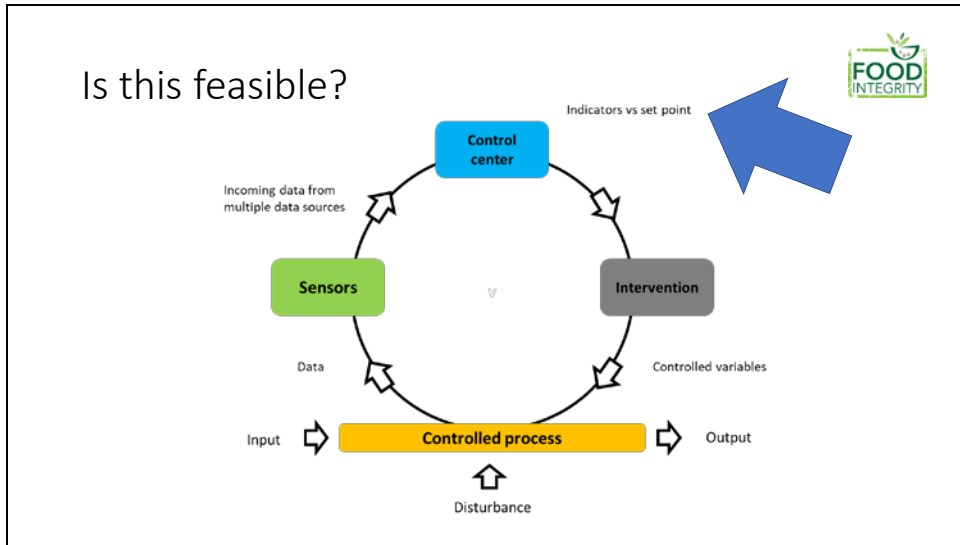 Is this feasible?
FOOD
INTEGRITY
Indicators vs set point
Control
center
Incoming data from
multiple data sources
Sensors
v
Intervention
Data
Controlled variables
Input
Controlled process
Output
Disturbance